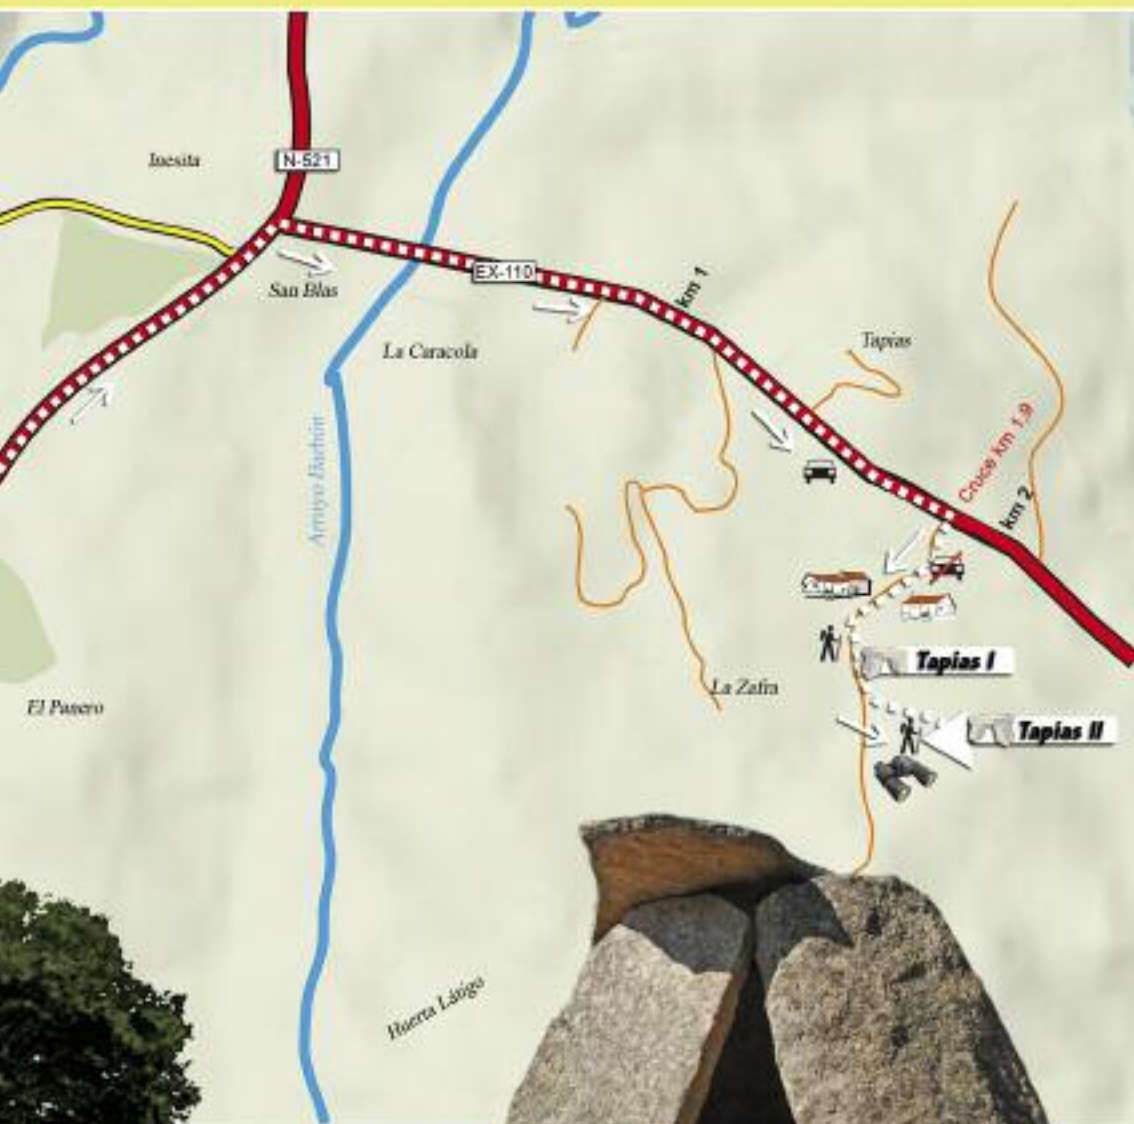 Inesita
N-521
San Blas
EX-110
km 1
La Caracola
Tapias
Arroyo Barbón
Cruce km 1,9
km 2
Tapias I
La Zafra
El Panero
Tapias II
Huerta Látigo